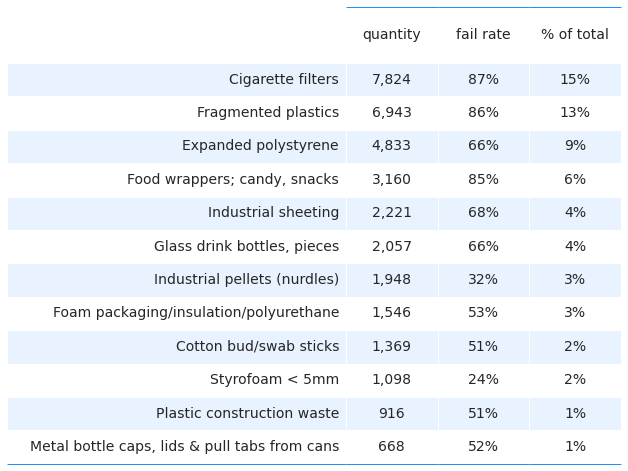 quantity fail rate % of total
Cigarette filters 7,824 87% 15%
Fragmented plastics 6,943 86% 13%
Expanded polystyrene 4,833 66% 9%
Food wrappers; candy, snacks 3,160 85% 6%
Industrial sheeting 2,221 68% 4%
Glass drink bottles, pieces 2,057 66% 4%
Industrial pellets (nurdles) 1,948 32% 3%
Foam packaging/insulation/polyurethane 1,546 53% 3%
Cotton bud/swab sticks 1,369 51% 2%
Styrofoam < 5mm 1,098 24% 2%
Plastic construction waste 916 51% 1%
Metal bottle caps, lids & pull tabs from cans 668 52% 1%